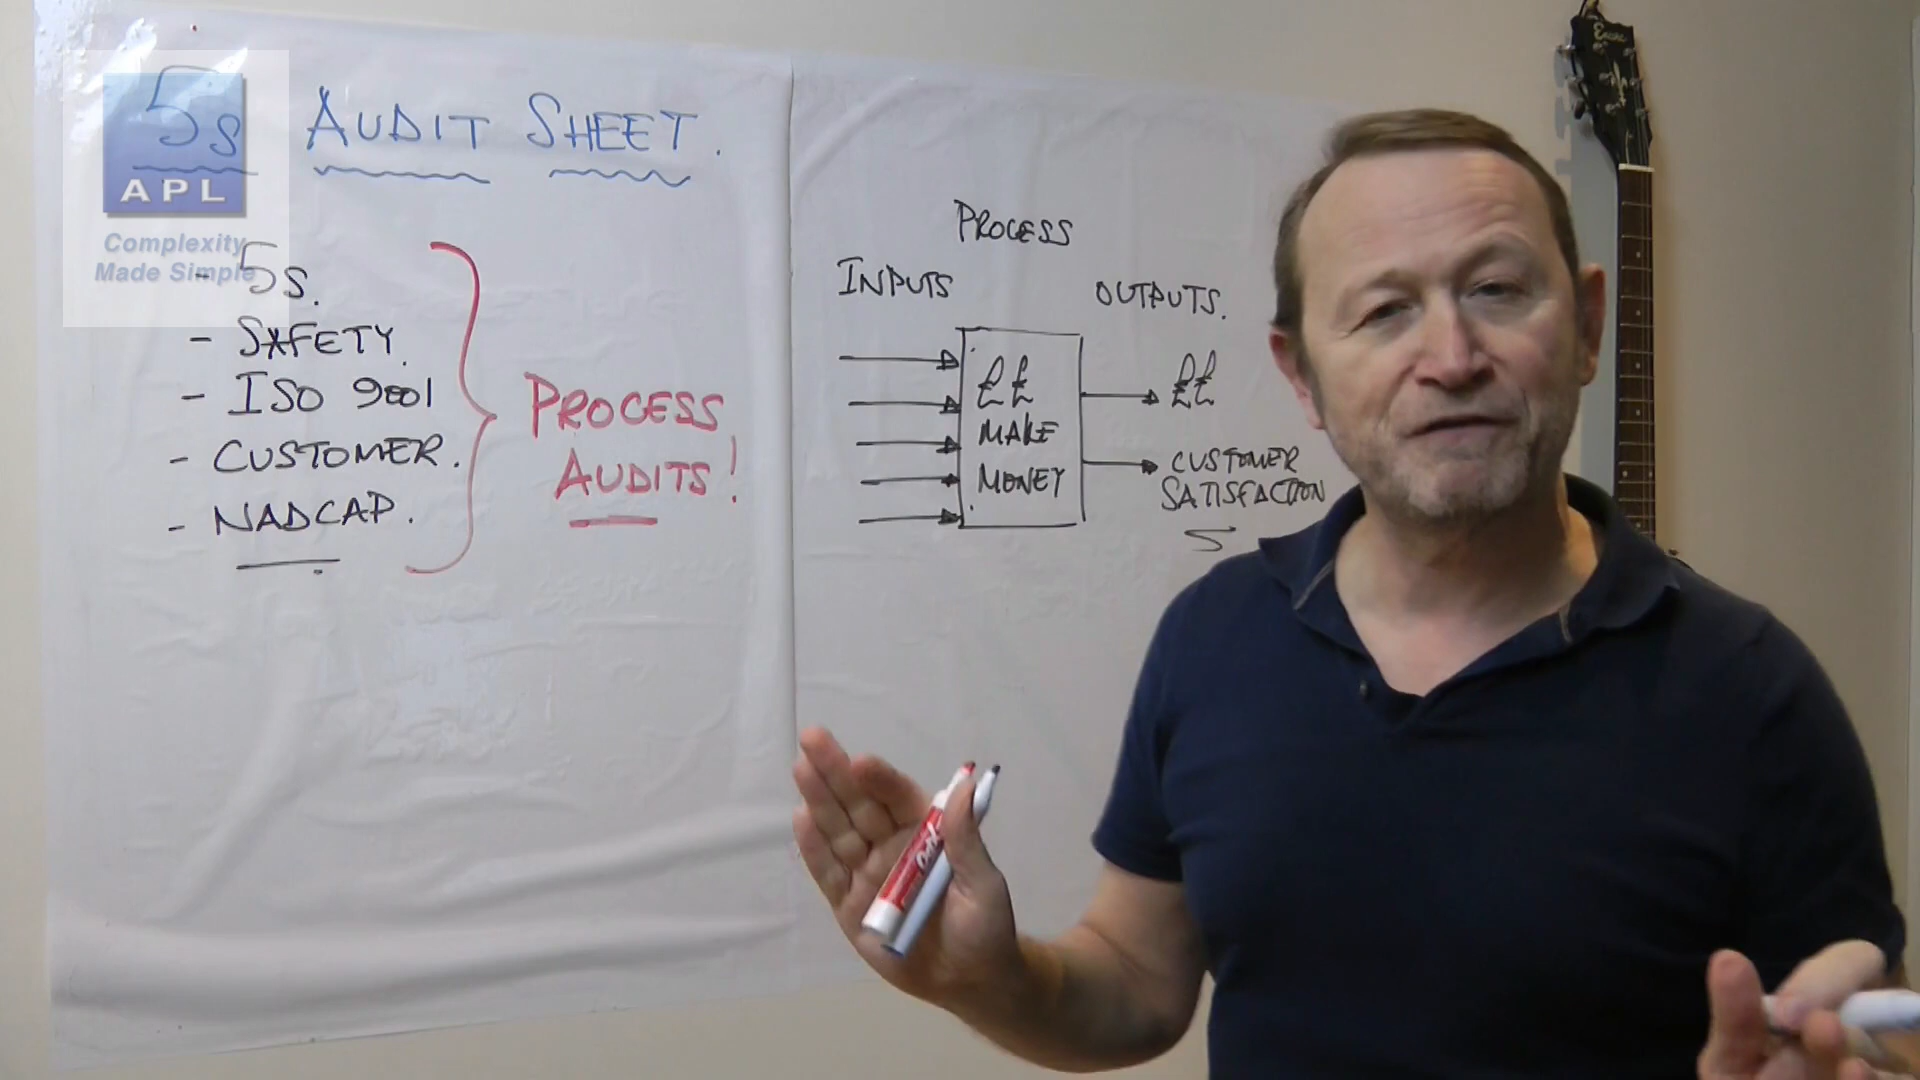 5s AUDIT SHEET.
APL
Complexity
Made Simple
- 5s.
- SAFETY.
- ISO 9001
- CUSTOMER.
- NADCAP.
PROCESS
AUDITS!
PROCESS
INPUTS
OUTPUTS.
££
MAKE
MONEY
££
CUSTOMER
SATISFACTION
Expo